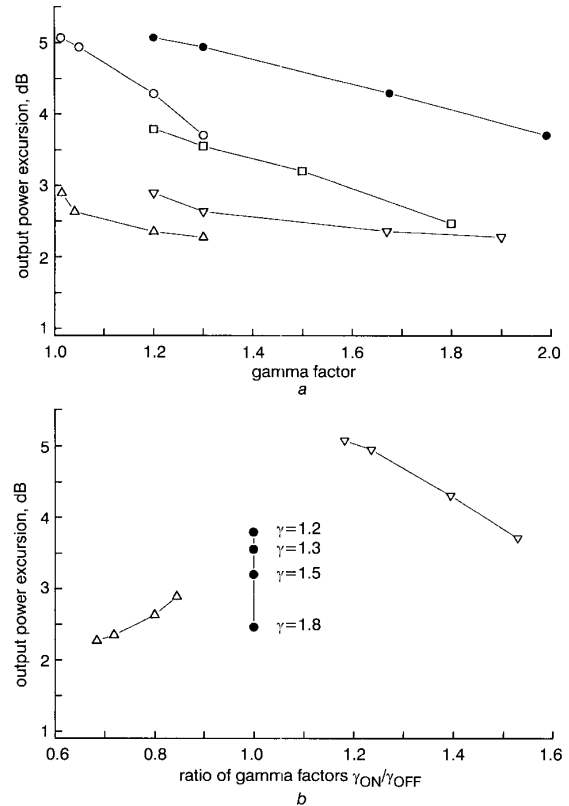 5
4
3
2
1
output power excursion, dB
1.0 1.2 1.4 1.6 1.8 2.0
gamma factor
a
5
4
3
2
1
output power excursion, dB
γ=1.2
γ=1.3
γ=1.5
γ=1.8
0.6 0.8 1.0 1.2 1.4 1.6
ratio of gamma factors γON/γOFF
b